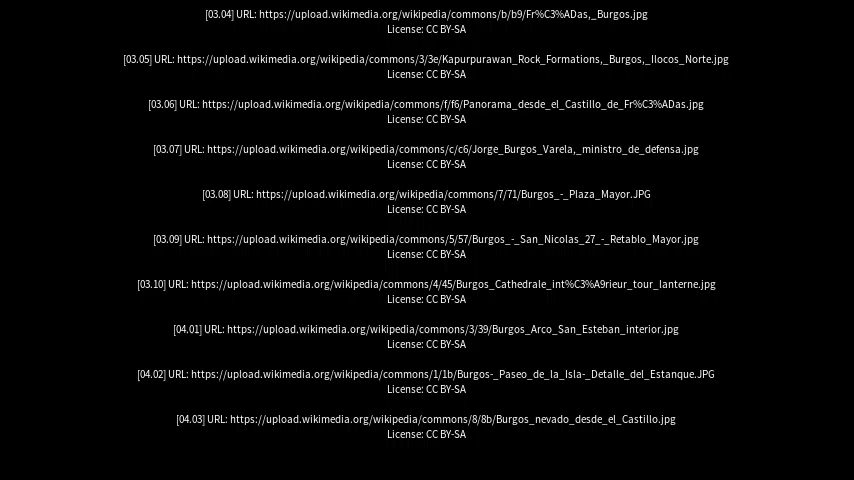 [03.04] URL: https://upload.wikimedia.org/wikipedia/commons/b/b9/Fr%C3%ADas,_Burgos.jpg
License: CC BY-SA
[03.05] URL: https://upload.wikimedia.org/wikipedia/commons/3/3e/Kapurpurawan_Rock_Formations,_Burgos,_Ilocos_Norte.jpg
License: CC BY-SA
[03.06] URL: https://upload.wikimedia.org/wikipedia/commons/f/f6/Panorama_desde_el_Castillo_de_Fr%C3%ADas.jpg
License: CC BY-SA
[03.07] URL: https://upload.wikimedia.org/wikipedia/commons/c/c6/Jorge_Burgos_Varela,_ministro_de_defensa.jpg
License: CC BY-SA
[03.08] URL: https://upload.wikimedia.org/wikipedia/commons/7/71/Burgos_-_Plaza_Mayor.JPG
License: CC BY-SA
[03.09] URL: https://upload.wikimedia.org/wikipedia/commons/5/57/Burgos_-_San_Nicolas_27_-_Retablo_Mayor.jpg
License: CC BY-SA
[03.10] URL: https://upload.wikimedia.org/wikipedia/commons/4/45/Burgos_Cathedrale_int%C3%A9rieur_tour_lanterne.jpg
License: CC BY-SA
[04.01] URL: https://upload.wikimedia.org/wikipedia/commons/3/39/Burgos_Arco_San_Esteban_interior.jpg
License: CC BY-SA
[04.02] URL: https://upload.wikimedia.org/wikipedia/commons/1/1b/Burgos-_Paseo_de_la_Isla-_Detalle_del_Estanque.JPG
License: CC BY-SA
[04.03] URL: https://upload.wikimedia.org/wikipedia/commons/8/8b/Burgos_nevado_desde_el_Castillo.jpg
License: CC BY-SA